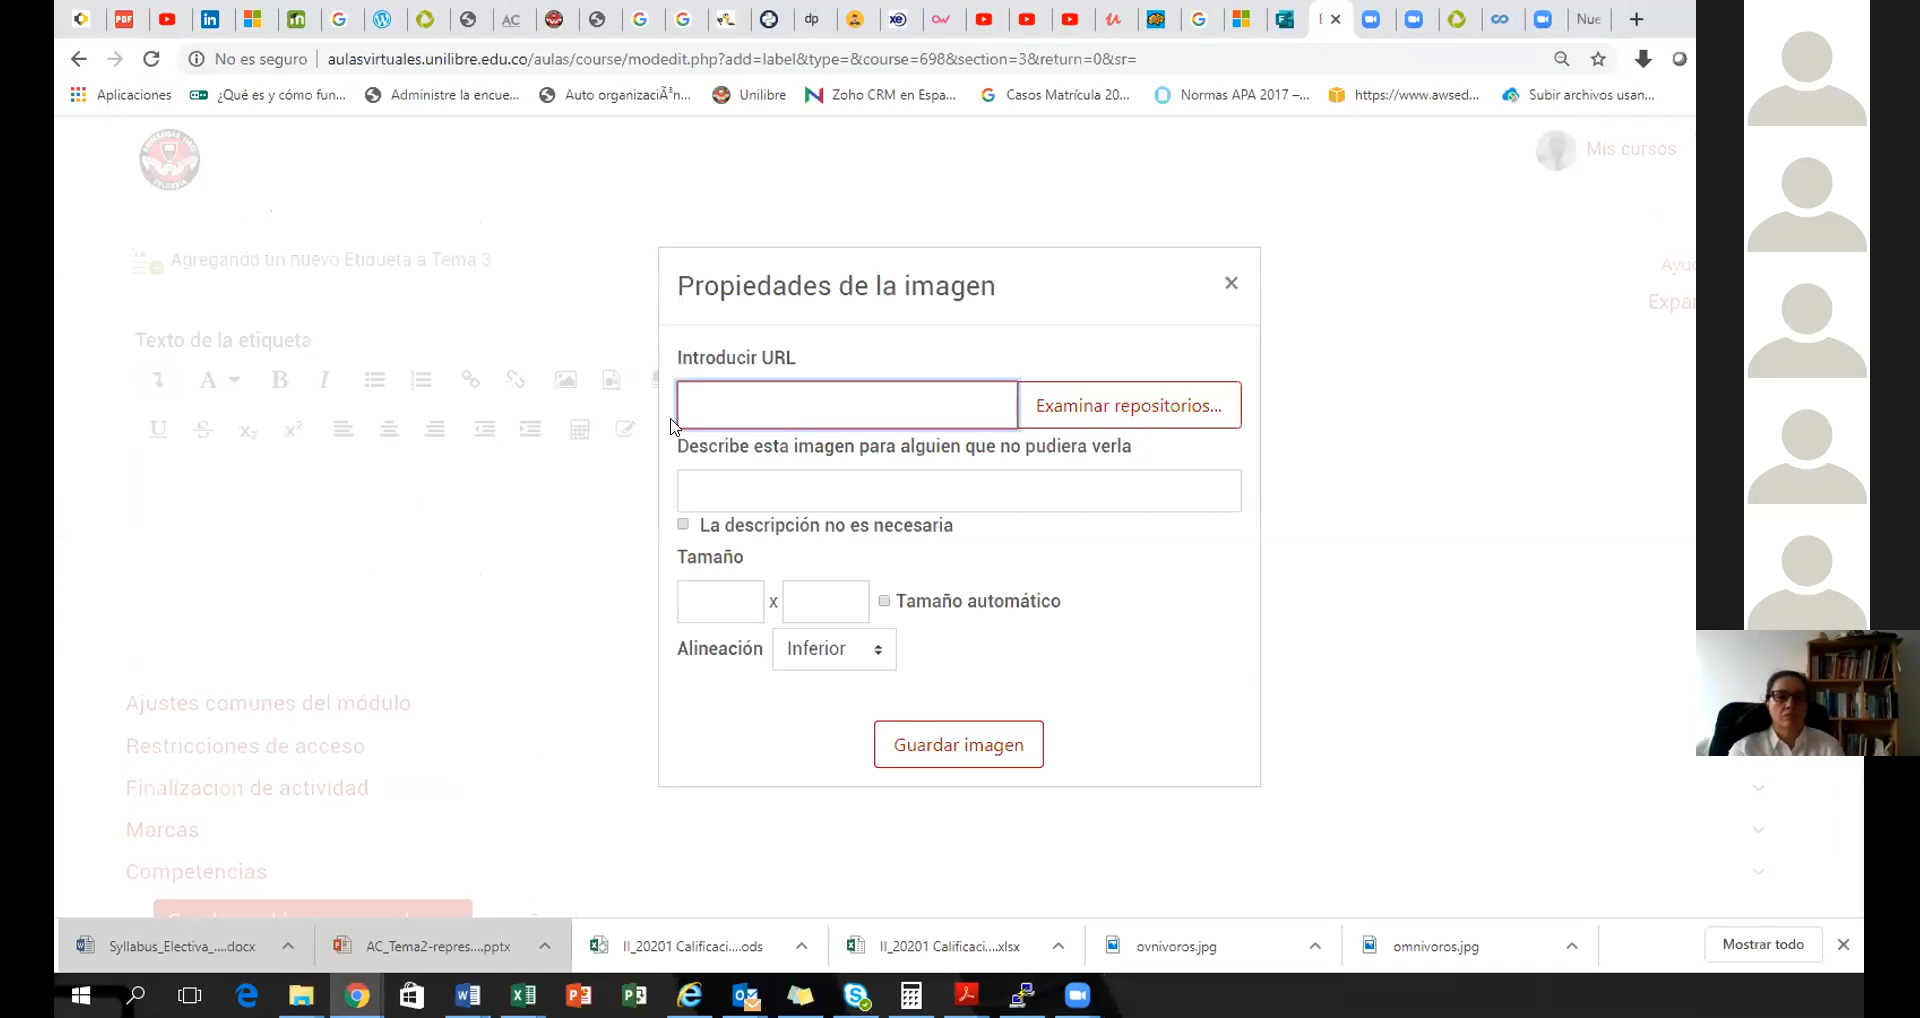 AC
dp
Nue
No es seguro
aulasvirtuales.unilibre.edu.co/aulas/course/modedit.php?add=label&type=&course=698&section=3&return=0&sr=
Aplicaciones
¿Qué es y cómo fun...
Administre la encue...
Auto organizaciÃ³n...
Unilibre
Zoho CRM en Espa...
Casos Matrícula 20...
Normas APA 2017 –...
https://www.awsed...
Subir archivos usan...
Mis cursos
Agregando un nuevo Etiqueta a Tema 3
Ayuc
Expan
Texto de la etiqueta
Propiedades de la imagen
Introducir URL
Examinar repositorios...
Describe esta imagen para alguien que no pudiera verla
La descripción no es necesaria
Tamaño
x
Tamaño automático
Alineación
Inferior
Guardar imagen
Ajustes comunes del módulo
Restricciones de acceso
Finalización de actividad
Marcas
Competencias
Syllabus_Electiva_....docx
AC_Tema2-repres....pptx
II_20201 Calificaci....ods
II_20201 Calificaci....xlsx
ovnivoros.jpg
omnivoros.jpg
Mostrar todo